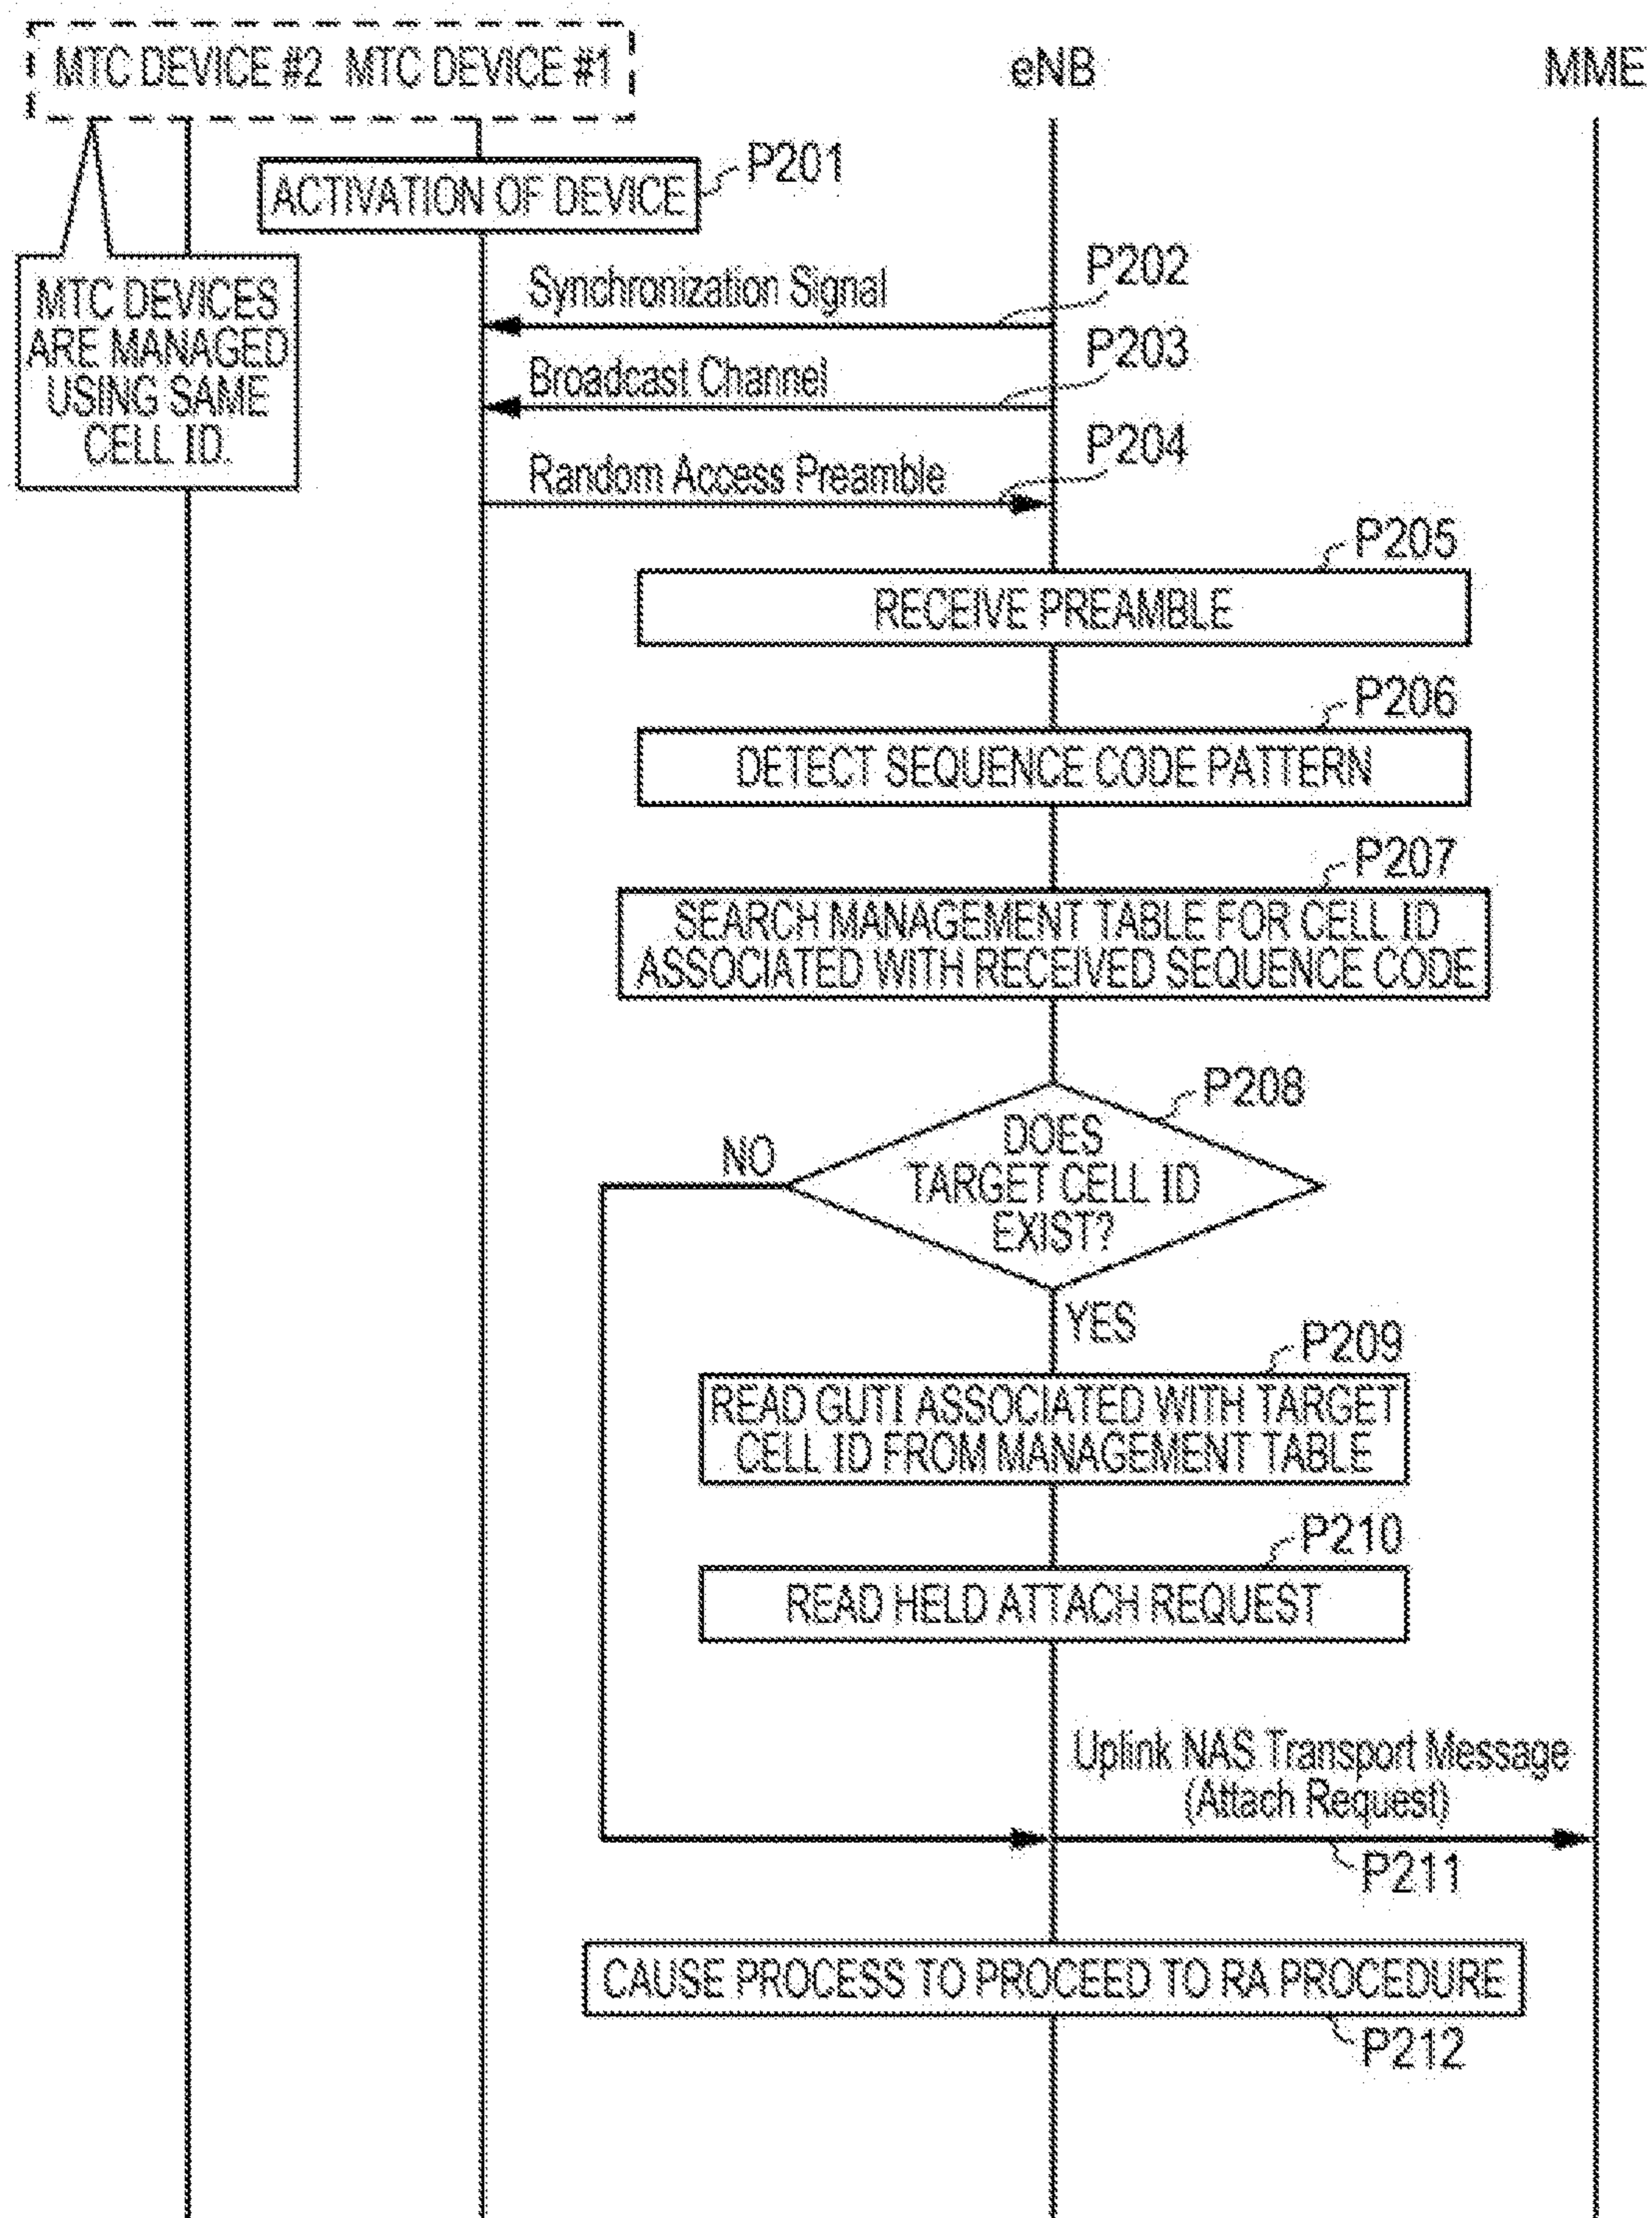 MTC DEVICE #2 MTC DEVICE #1
eNB
MME
ACTIVATION OF DEVICE
P201
MTC DEVICES
ARE MANAGED
USING SAME
CELL ID.
Synchronization Signal
P202
Broadcast Channel
P203
Random Access Preamble
P204
P205
RECEIVE PREAMBLE
P206
DETECT SEQUENCE CODE PATTERN
P207
SEARCH MANAGEMENT TABLE FOR CELL ID
ASSOCIATED WITH RECEIVED SEQUENCE CODE
P208
DOES
TARGET CELL ID
EXIST?
NO
YES
P209
READ GUTI ASSOCIATED WITH TARGET
CELL ID FROM MANAGEMENT TABLE
P210
READ HELD ATTACH REQUEST
Uplink NAS Transport Message
(Attach Request)
P211
CAUSE PROCESS TO PROCEED TO RA PROCEDURE
P212